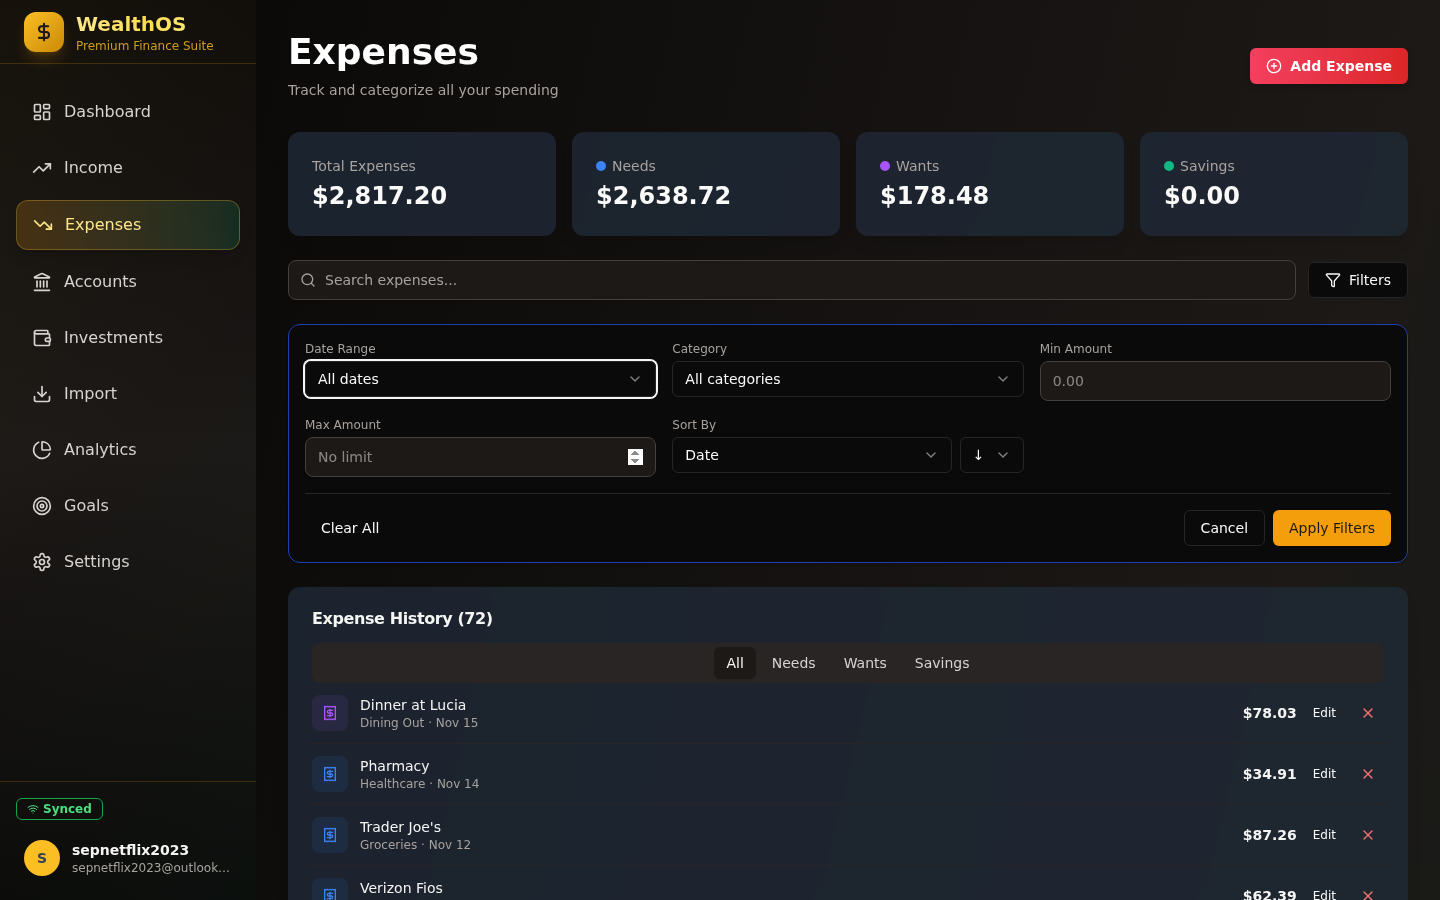 WealthOS
Premium Finance Suite
Dashboard
Income
Expenses
Accounts
Investments
Import
Analytics
Goals
Settings
Synced
S
sepnetflix2023
sepnetflix2023@outlook...
Expenses
Track and categorize all your spending
Add Expense
Total Expenses
$2,817.20
Needs
$2,638.72
Wants
$178.48
Savings
$0.00
Search expenses...
Filters
Date Range
All dates
Category
All categories
Min Amount
0.00
Max Amount
No limit
Sort By
Date
↓
Clear All
Cancel
Apply Filters
Expense History (72)
All Needs Wants Savings
Dinner at Lucia
Dining Out · Nov 15
$78.03 Edit
Pharmacy
Healthcare · Nov 14
$34.91 Edit
Trader Joe's
Groceries · Nov 12
$87.26 Edit
Verizon Fios
$62.39 Edit